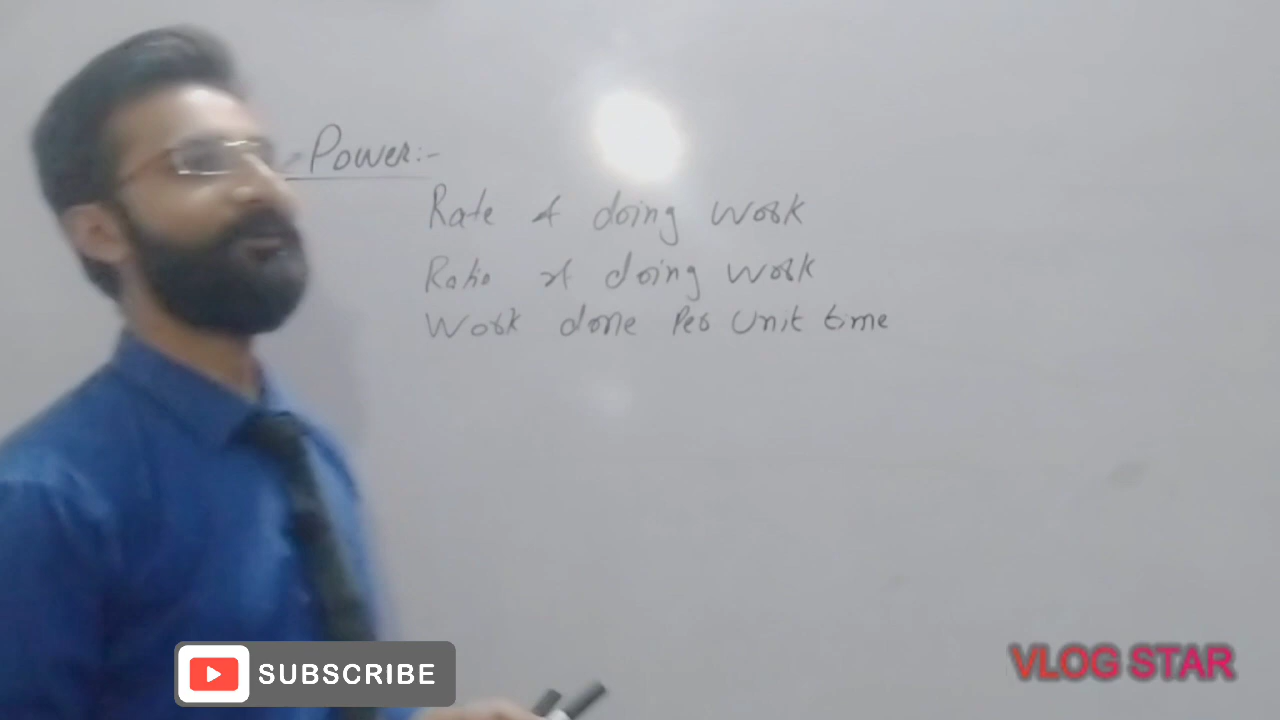 Power:-
Rate of doing work
Ratio of doing work
Work done Per Unit time
SUBSCRIBE
VLOG STAR